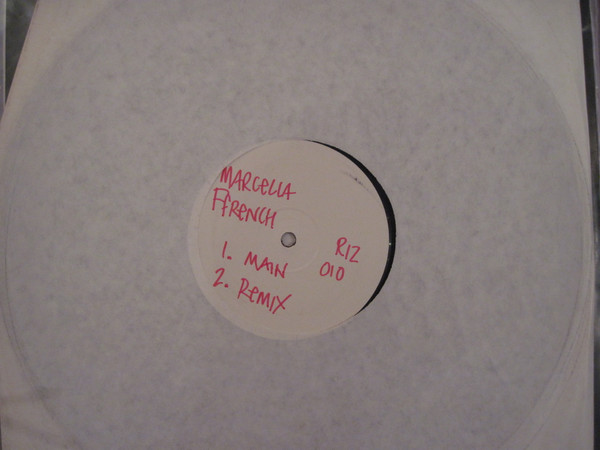 MARCELLA
FFRENCH
1. MAIN
2. REMIX
RIZ
010